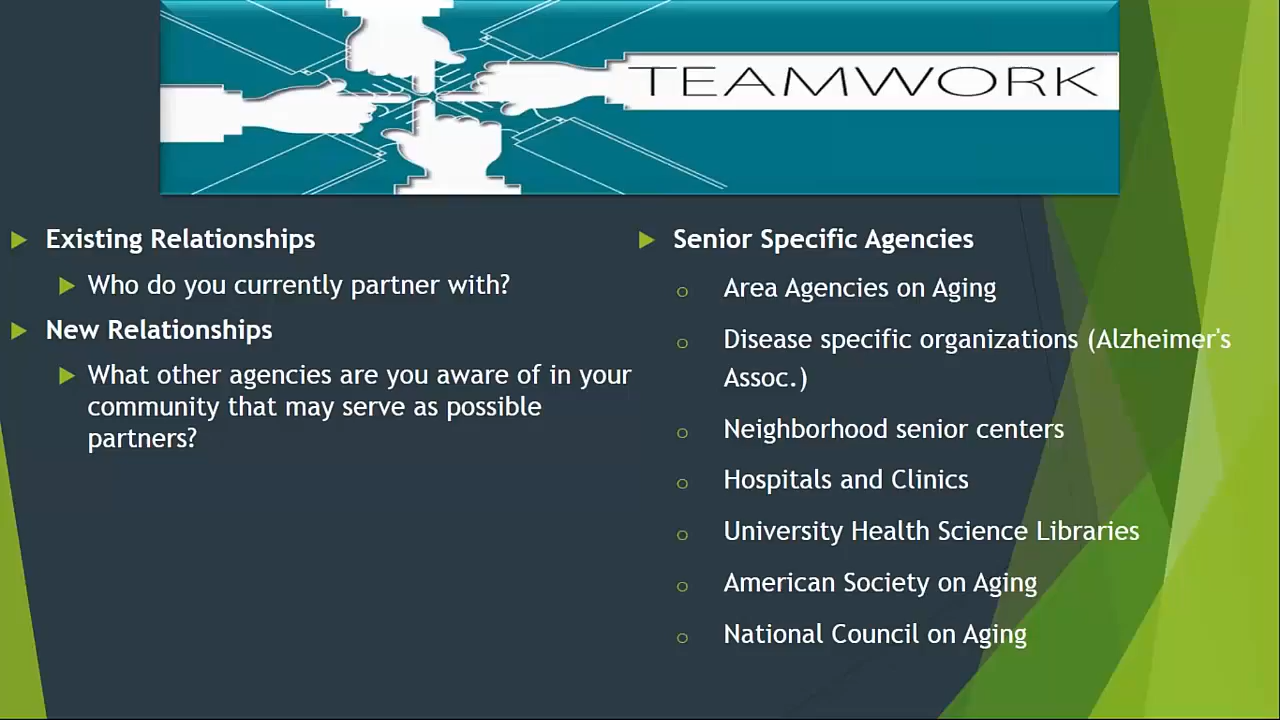 TEAMWORK
Existing Relationships
Who do you currently partner with?
New Relationships
What other agencies are you aware of in your
community that may serve as possible
partners?
Senior Specific Agencies
Area Agencies on Aging
Disease specific organizations (Alzheimer's
Assoc.)
Neighborhood senior centers
Hospitals and Clinics
University Health Science Libraries
American Society on Aging
National Council on Aging